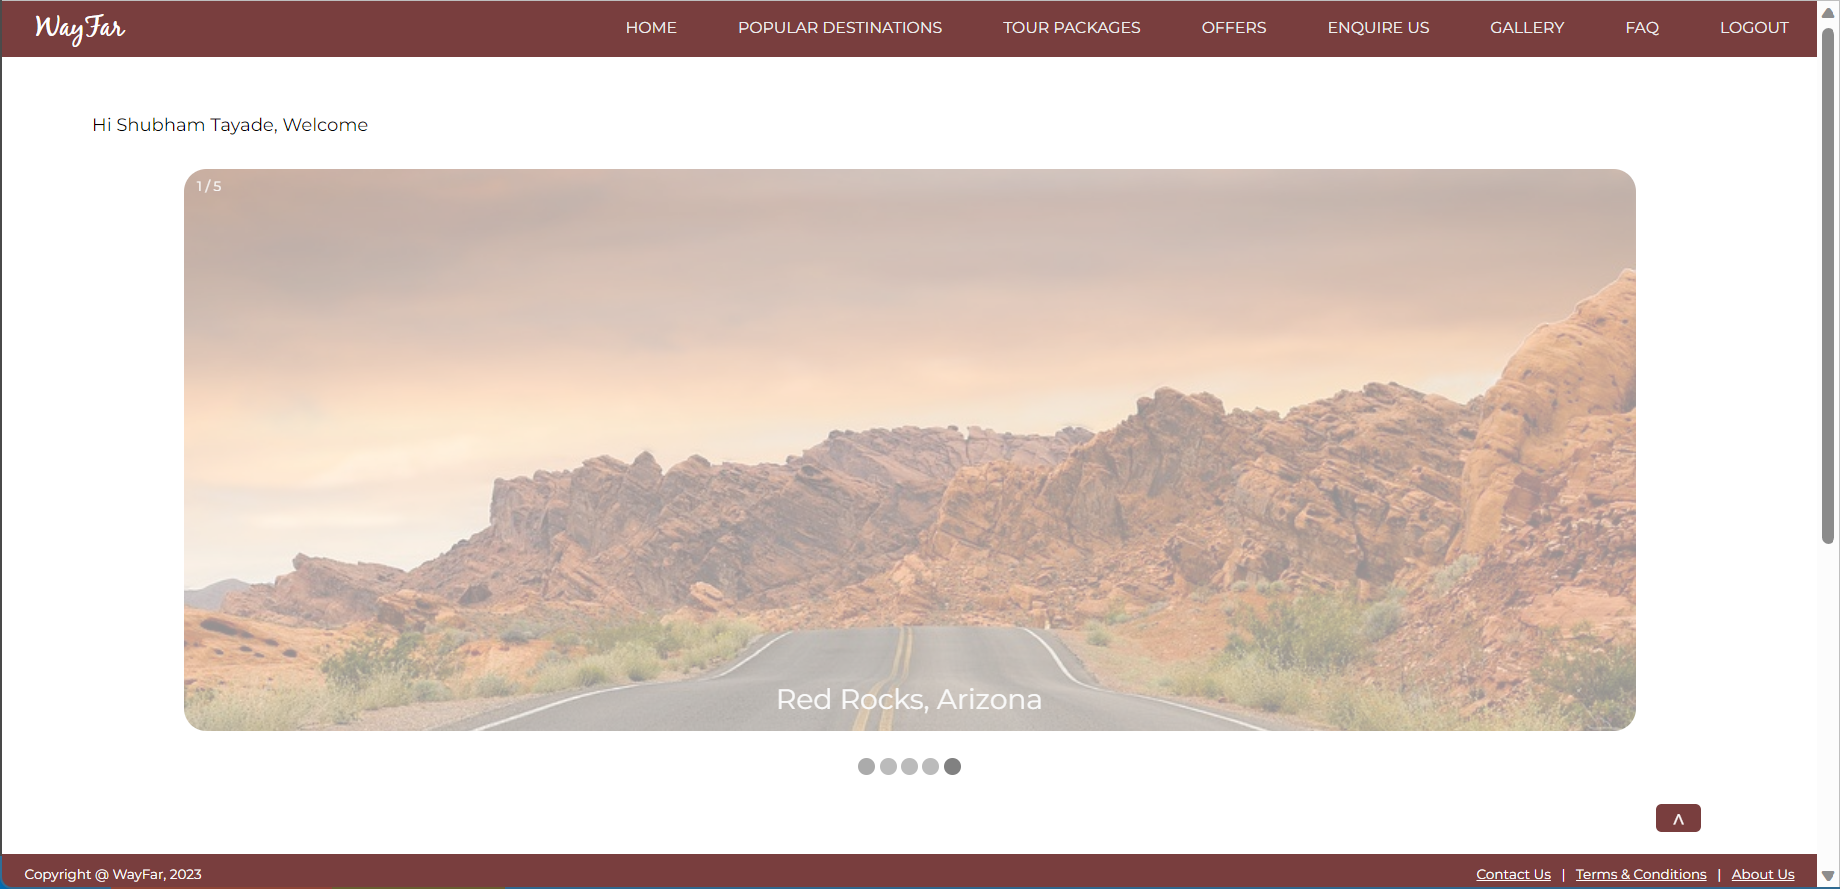 WayFar
HOME POPULAR DESTINATIONS TOUR PACKAGES OFFERS ENQUIRE US GALLERY FAQ LOGOUT
Hi Shubham Tayade, Welcome
1 / 5
Red Rocks, Arizona
Copyright @ WayFar, 2023
Contact Us | Terms & Conditions | About Us